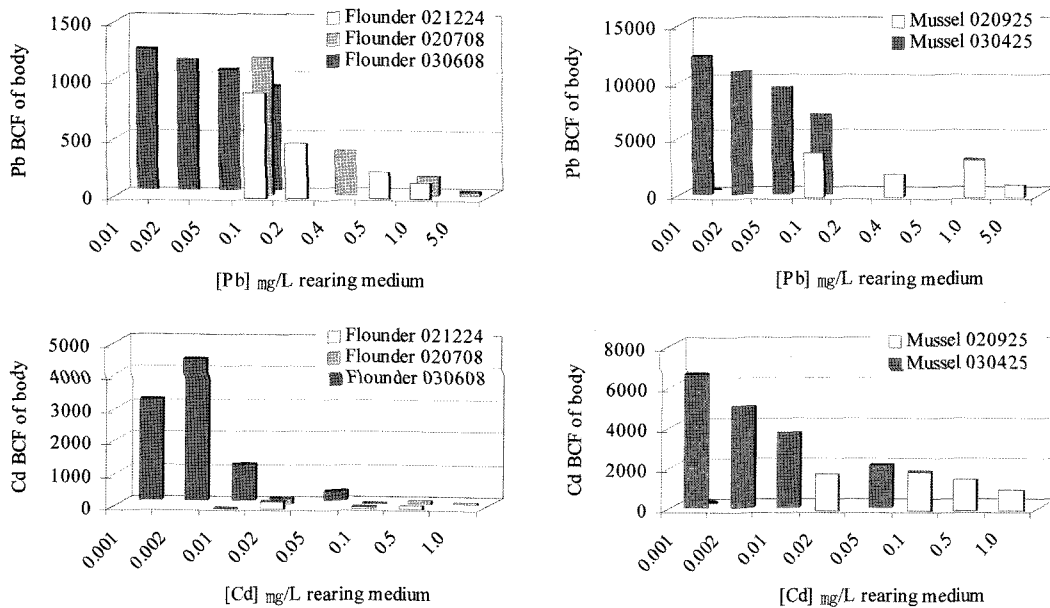 Flounder 021224
Flounder 020708
Flounder 030608
Pb BCF of body
1500
1000
500
0
0.01
0.02
0.05
0.1
0.2
0.4
0.5
1.0
5.0
[Pb] mg/L rearing medium
Mussel 020925
Mussel 030425
Pb BCF of body
15000
10000
5000
0
0.01
0.02
0.05
0.1
0.2
0.4
0.5
1.0
5.0
[Pb] mg/L rearing medium
Flounder 021224
Flounder 020708
Flounder 030608
Cd BCF of body
5000
4000
3000
2000
1000
0
0.001
0.002
0.01
0.02
0.05
0.1
0.5
1.0
[Cd] mg/L rearing medium
Mussel 020925
Mussel 030425
Cd BCF of body
8000
6000
4000
2000
0
0.001
0.002
0.01
0.02
0.05
0.1
0.5
1.0
[Cd] mg/L rearing medium